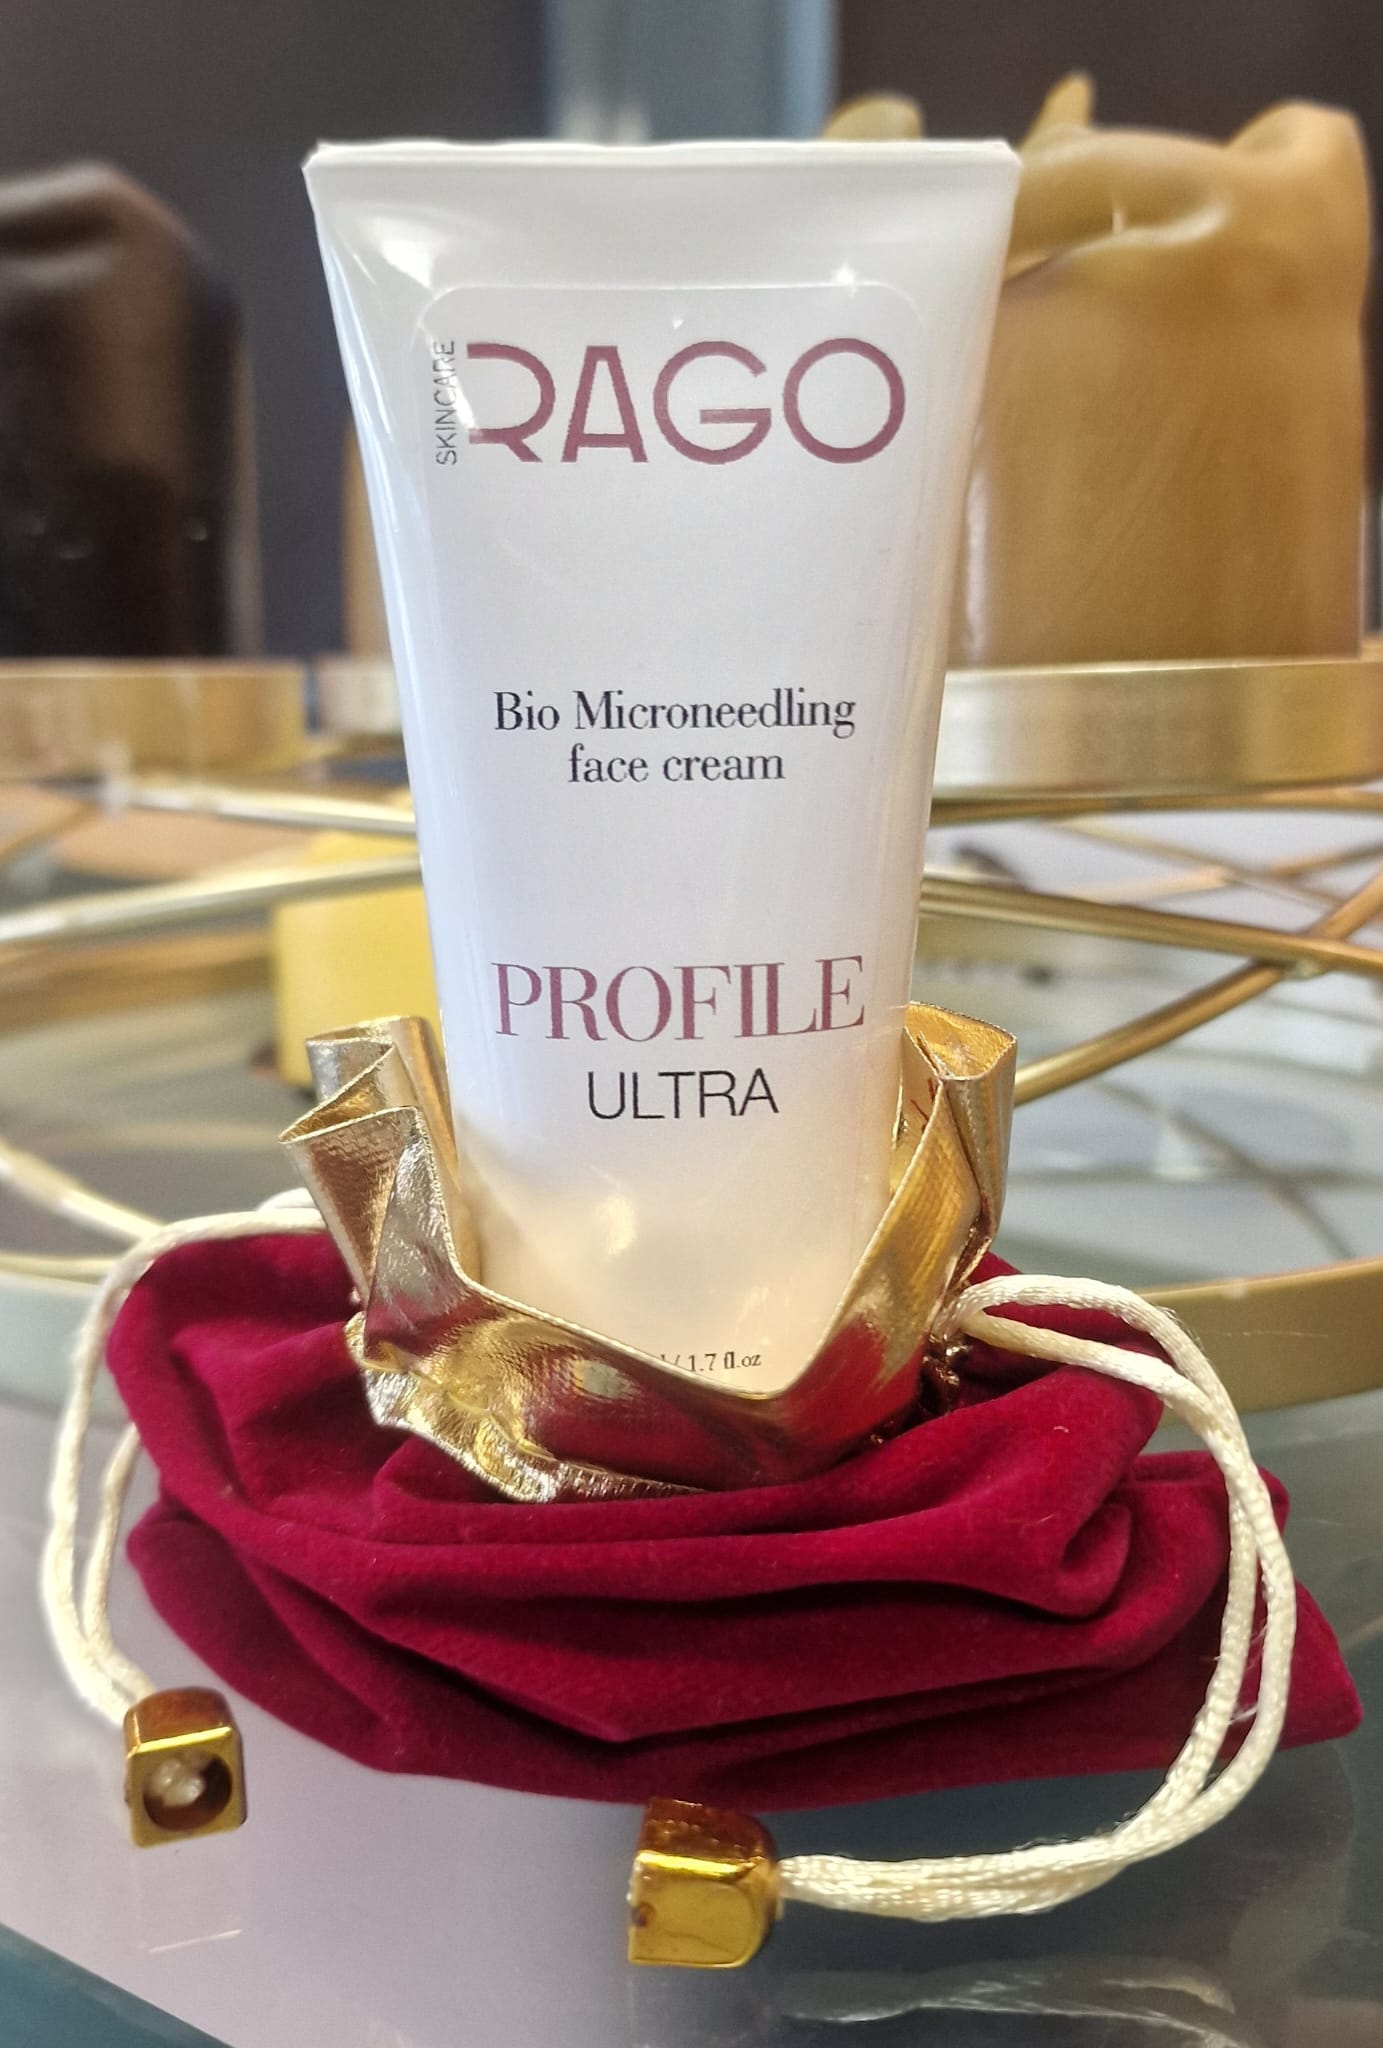 SKINCARE
RAGO
Bio Microneedling
face cream
PROFILE
ULTRA
/ 1.7 fl.oz